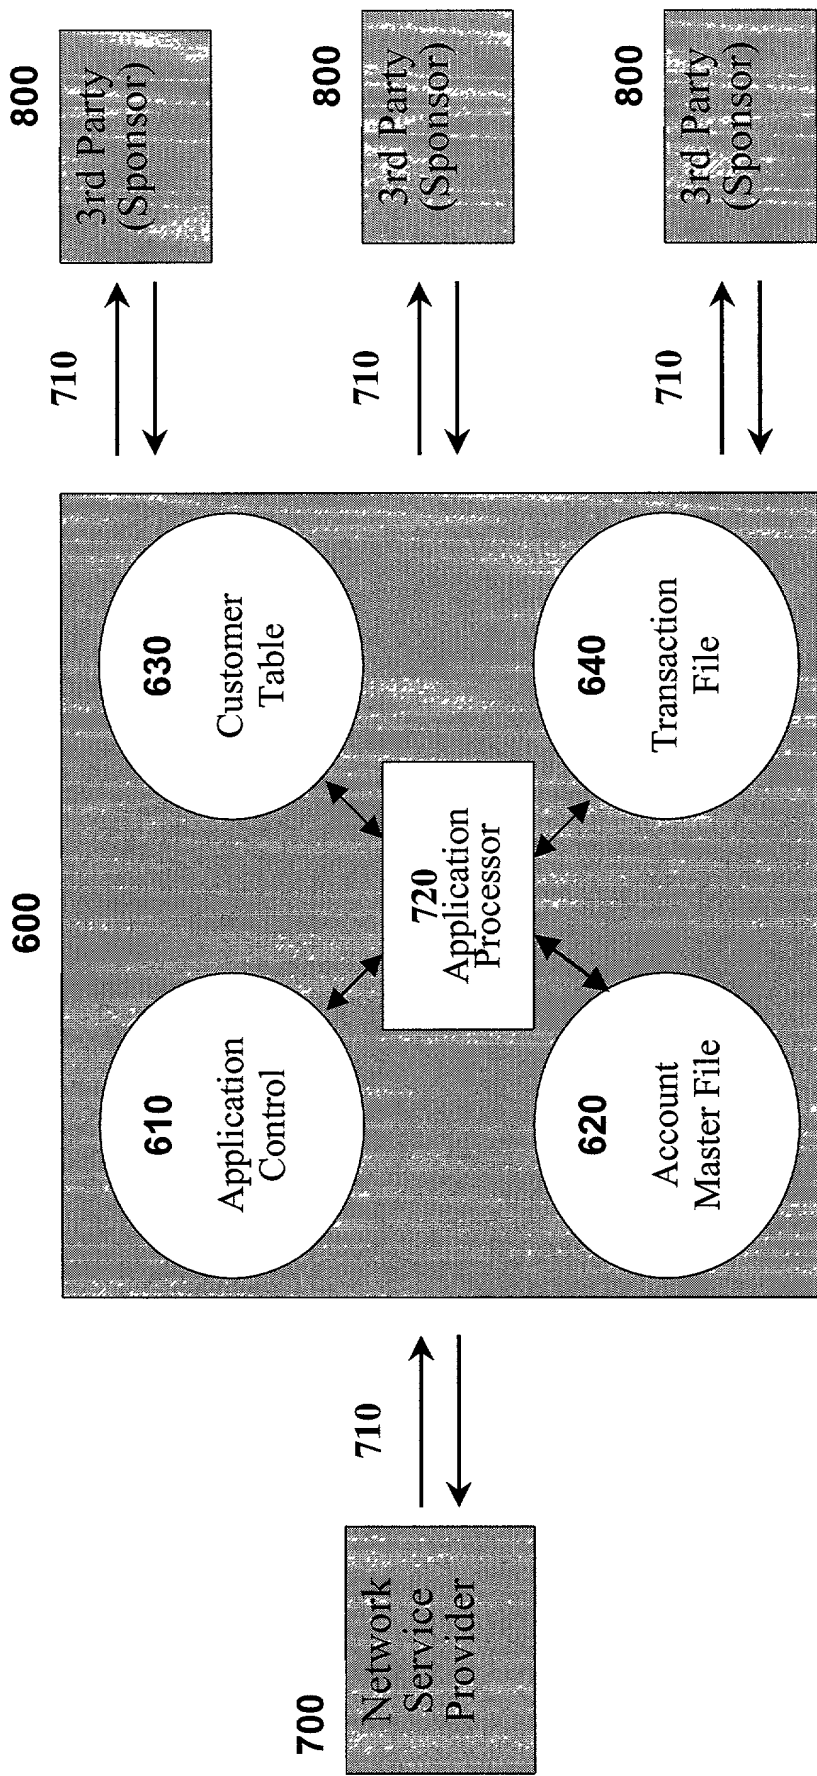 700
Network
Service
Provider
710
600
610
Application
Control
630
Customer
Table
720
Application
Processor
620
Account
Master File
640
Transaction
File
710
800
3rd Party
(Sponsor)
710
800
3rd Party
(Sponsor)
710
800
3rd Party
(Sponsor)